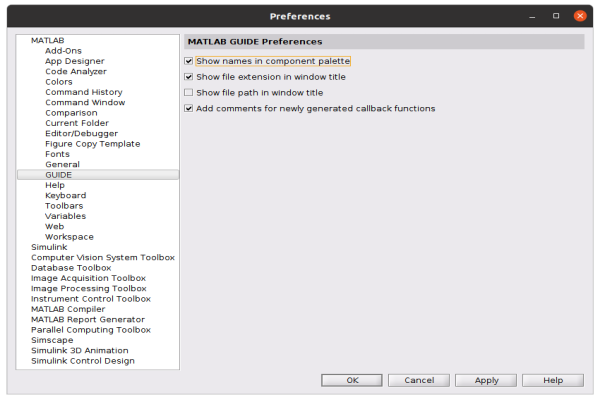 Preferences
MATLAB
Add-Ons
App Designer
Code Analyzer
Colors
Command History
Command Window
Comparison
Current Folder
Editor/Debugger
Figure Copy Template
Fonts
General
GUIDE
Help
Keyboard
Toolbars
Variables
Web
Workspace
Simulink
Computer Vision System Toolbox
Database Toolbox
Image Acquisition Toolbox
Image Processing Toolbox
Instrument Control Toolbox
MATLAB Compiler
MATLAB Report Generator
Parallel Computing Toolbox
Simscape
Simulink 3D Animation
Simulink Control Design
MATLAB GUIDE Preferences
Show names in component palette
Show file extension in window title
Show file path in window title
Add comments for newly generated callback functions
OK Cancel Apply Help